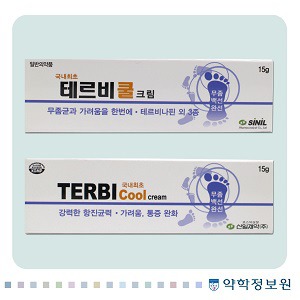 일반의약품
국내최초
15g
테르비쿨크림
무좀균과 가려움을 한번에 • 테르비나핀 외 3종
무좀
백선
완선
SINIL
국내최초
15g
TERBI Cool cream
강력한 항진균력 • 가려움, 통증 완화
무좀
백선
완선
신일제약(주)
약학정보원